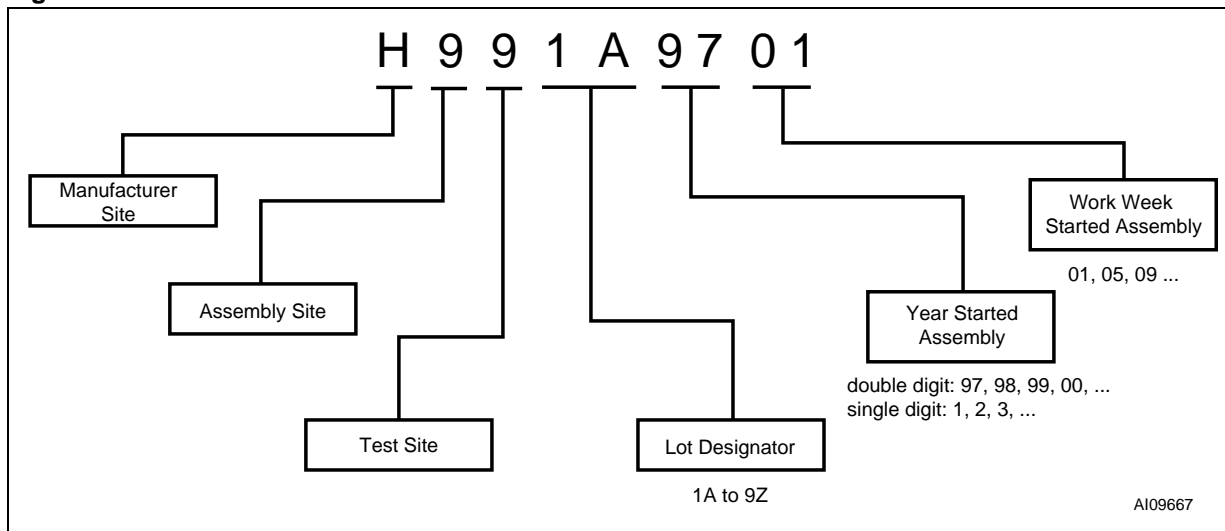 H 9 9 1 A 9 7 0 1
Manufacturer
Site
Work Week
Started Assembly
01, 05, 09 ...
Assembly Site
Year Started
Assembly
double digit: 97, 98, 99, 00, ...
single digit: 1, 2, 3, ...
Test Site
Lot Designator
1A to 9Z
AI09667